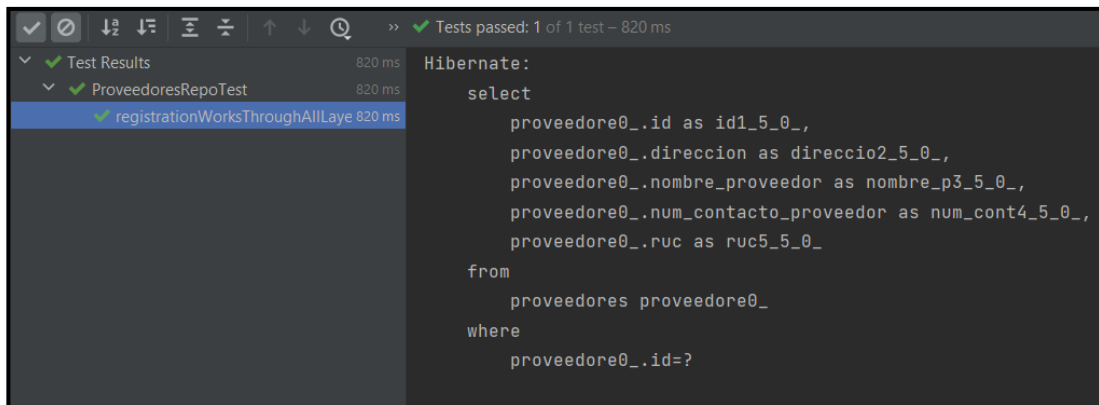 Tests passed: 1 of 1 test – 820 ms
Test Results 820 ms
ProveedoresRepoTest 820 ms
registrationWorksThroughAllLaye 820 ms
Hibernate:
select
proveedore0_.id as id1_5_0_,
proveedore0_.direccion as direccio2_5_0_,
proveedore0_.nombre_proveedor as nombre_p3_5_0_,
proveedore0_.num_contacto_proveedor as num_cont4_5_0_,
proveedore0_.ruc as ruc5_5_0_
from
proveedores proveedore0_
where
proveedore0_.id=?